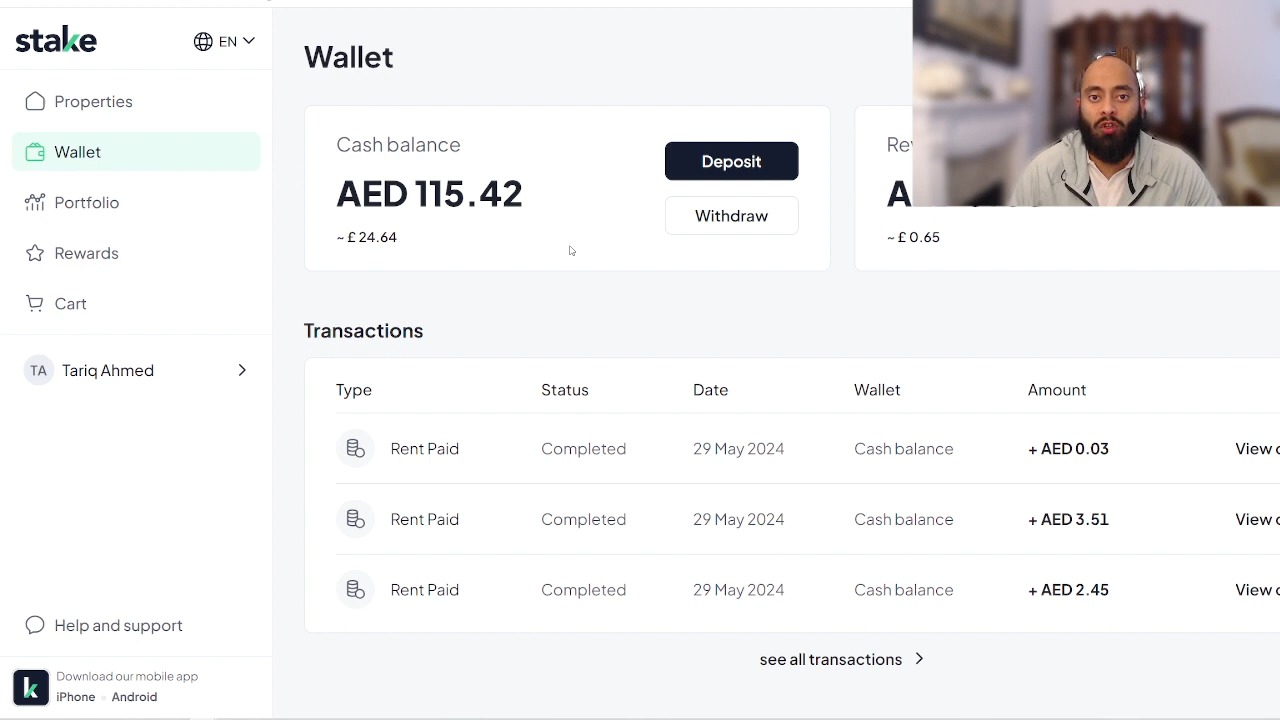 stake
EN
Properties
Wallet
Portfolio
Rewards
Cart
TA
Tariq Ahmed
Help and support
Download our mobile app
iPhone Android
Wallet
Cash balance
AED 115.42
~ £ 24.64
Deposit
Withdraw
~ £ 0.65
Transactions
Type Status Date Wallet Amount
Rent Paid Completed 29 May 2024 Cash balance + AED 0.03 View
Rent Paid Completed 29 May 2024 Cash balance + AED 3.51 View
Rent Paid Completed 29 May 2024 Cash balance + AED 2.45 View
see all transactions